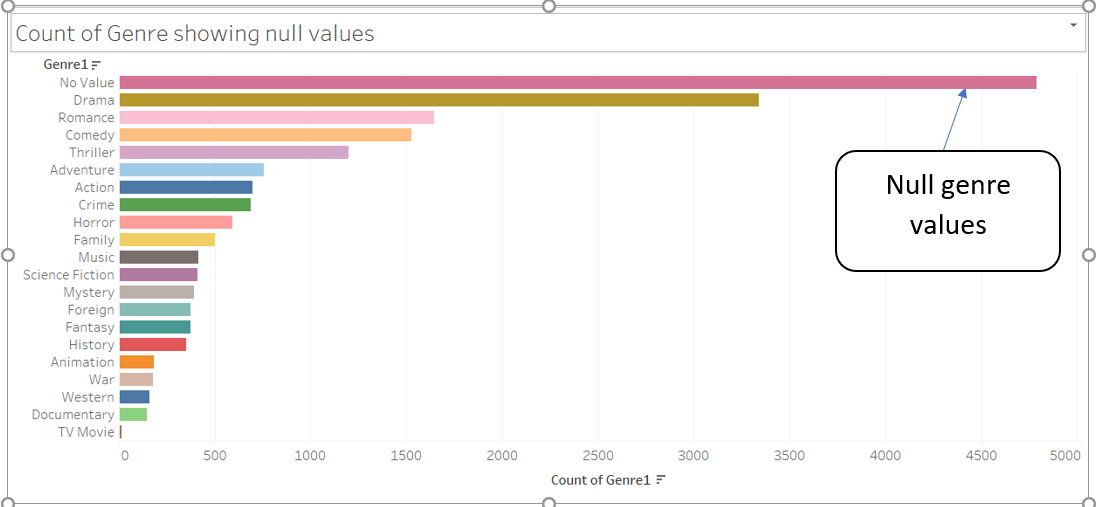 Count of Genre showing null values
Genre1
No Value
Drama
Romance
Comedy
Thriller
Adventure
Action
Crime
Horror
Family
Music
Science Fiction
Mystery
Foreign
Fantasy
History
Animation
War
Western
Documentary
TV Movie
Null genre
values
0 500 1000 1500 2000 2500 3000 3500 4000 4500 5000
Count of Genre1